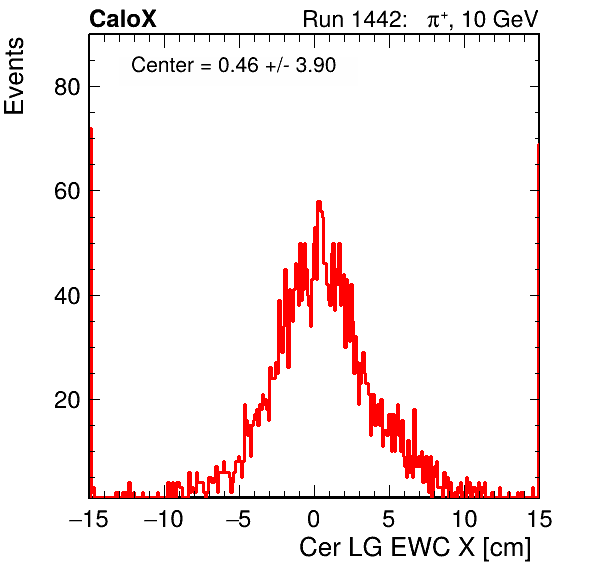 CaloX Run 1442: π⁺, 10 GeV
Center = 0.46 +/- 3.90
Events
80
60
40
20
−15 −10 −5 0 5 10 15
Cer LG EWC X [cm]